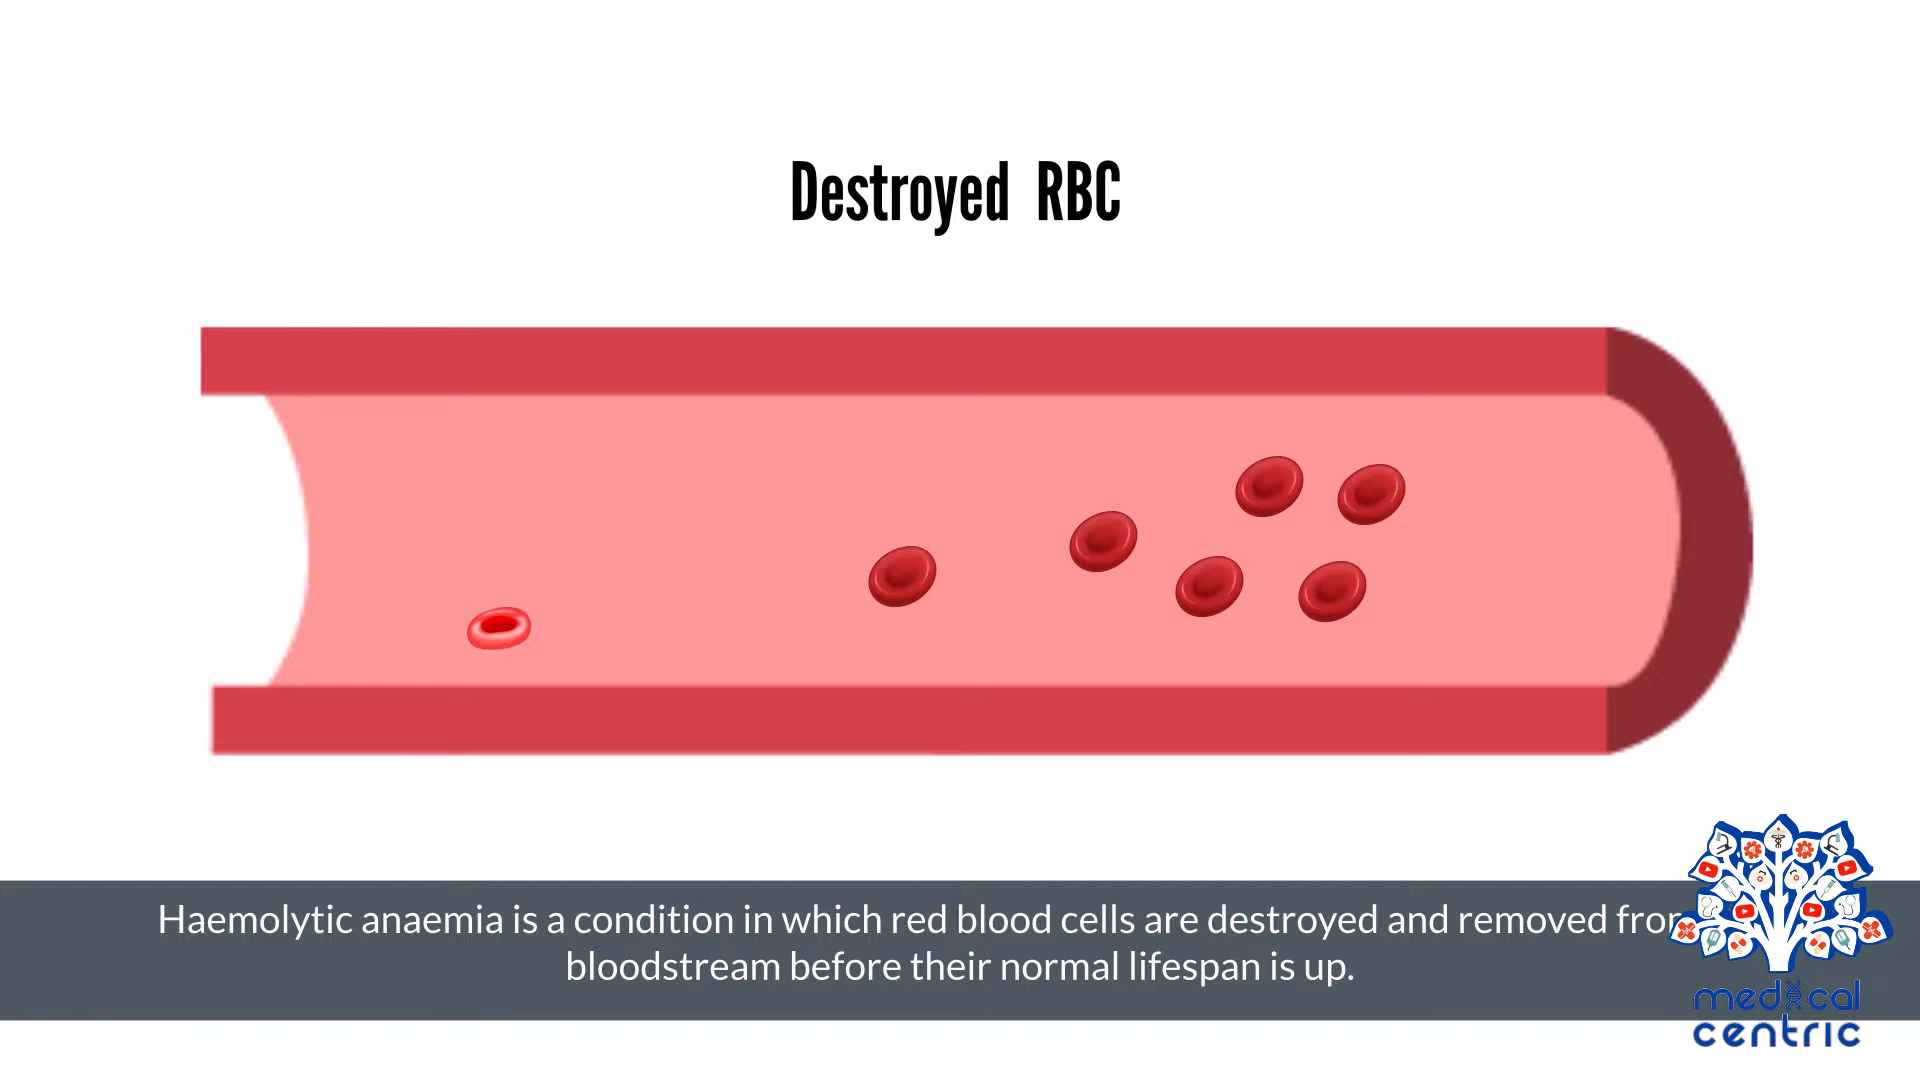 Destroyed RBC
Haemolytic anaemia is a condition in which red blood cells are destroyed and removed
bloodstream before their normal lifespan is up.
medical
centric